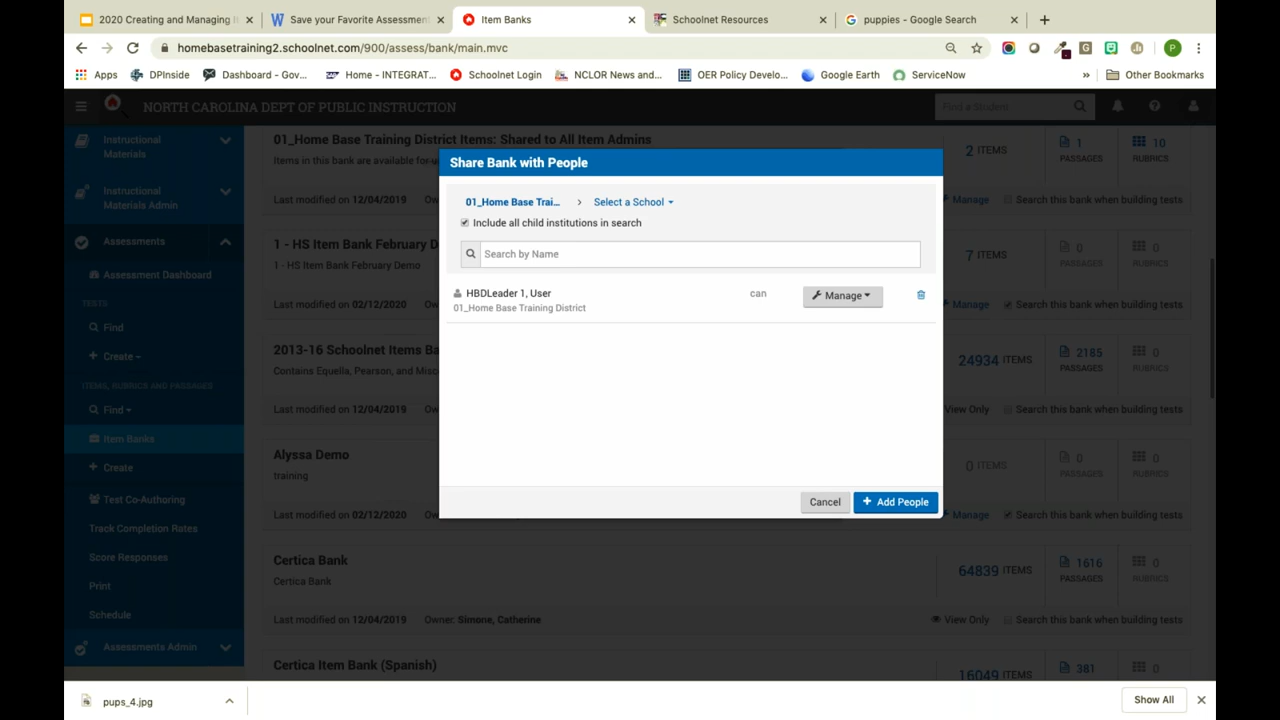 2020 Creating and Managing I
Save your Favorite Assessmen
Item Banks
Schoolnet Resources
puppies - Google Search
homebasetraining2.schoolnet.com/900/assess/bank/main.mvc
G
P
Apps
DPInside
Dashboard - Gov...
Home - INTEGRAT...
Schoolnet Login
NCLOR News and...
OER Policy Develo...
Google Earth
ServiceNow
»
Other Bookmarks
NORTH CAROLINA DEPT OF PUBLIC INSTRUCTION
Find a Student
Instructional
Materials
Instructional
Materials Admin
Assessments
Assessment Dashboard
TESTS
Find
Create
ITEMS, RUBRICS AND PASSAGES
Find
Item Banks
Create
Test Co-Authoring
Track Completion Rates
Score Responses
Print
Schedule
Assessments Admin
01_Home Base Training District Items: Shared to All Item Admins
Items in this bank are available for
2 ITEMS
1
PASSAGES
10
RUBRICS
Last modified on 12/04/2019
Manage
Search this bank when building tests
1 - HS Item Bank February D
1 - HS Item Bank February Demo
7 ITEMS
0
PASSAGES
0
RUBRICS
Last modified on 02/12/2020
Manage
Search this bank when building tests
2013-16 Schoolnet Items Ba
Contains Equella, Pearson, and Misc
24934 ITEMS
2185
PASSAGES
0
RUBRICS
Last modified on 12/04/2019
View Only
Search this bank when building tests
Alyssa Demo
training
0 ITEMS
0
PASSAGES
0
RUBRICS
Last modified on 02/12/2020
Manage
Search this bank when building tests
Certica Bank
Certica Bank
64839 ITEMS
1616
PASSAGES
0
RUBRICS
Last modified on 12/04/2019
Owner: Simone, Catherine
View Only
Search this bank when building tests
Certica Item Bank (Spanish)
16049 ITEMS
381
PASSAGES
0
RUBRICS
Share Bank with People
01_Home Base Trai...
Select a School
Include all child institutions in search
Search by Name
HBDLeader 1, User
01_Home Base Training District
can
Manage
Cancel
+ Add People
pups_4.jpg
Show All